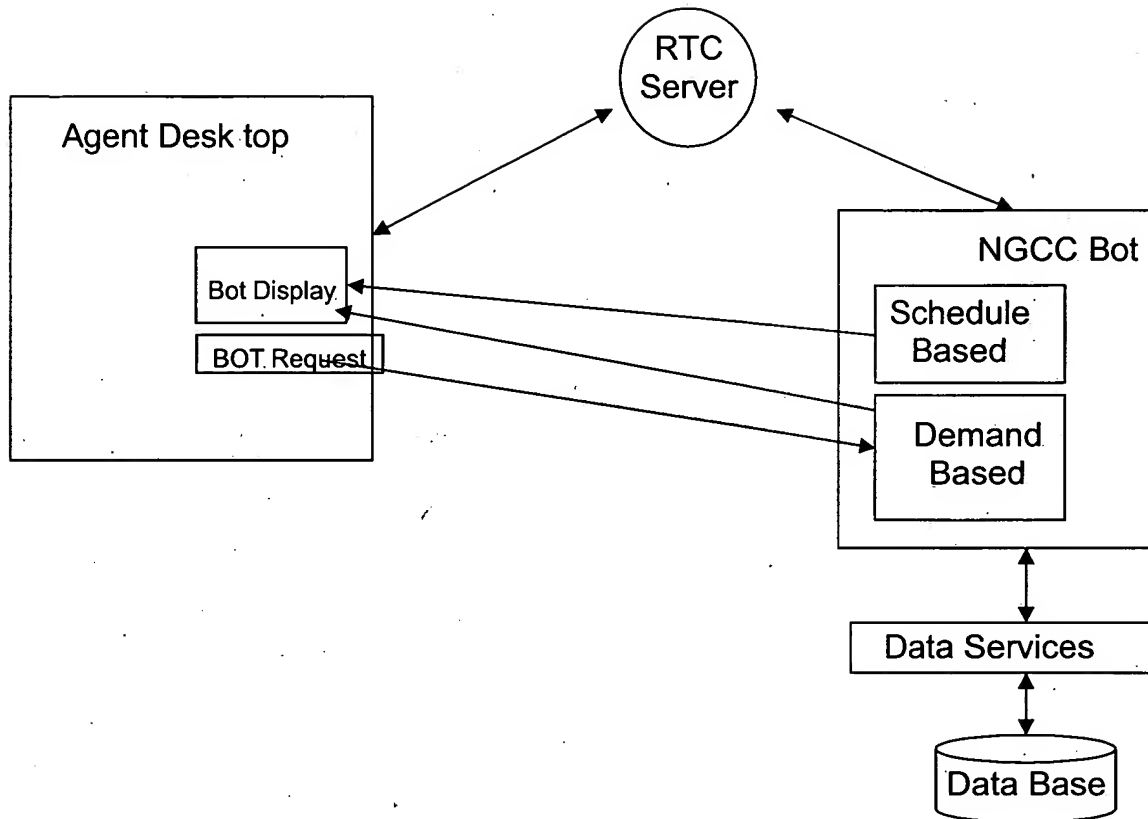 RTC
Server
Agent Desk top
NGCC Bot
Bot Display
Schedule
Based
BOT Request
Demand
Based
Data Services
Data Base